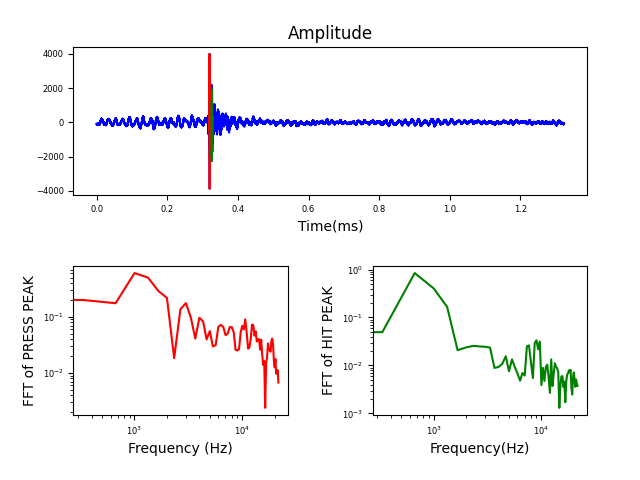 Amplitude
4000
2000
0
−2000
−4000
0.0 0.2 0.4 0.6 0.8 1.0 1.2
Time(ms)
FFT of PRESS PEAK
10⁻¹
10⁻²
10³ 10⁴
Frequency (Hz)
FFT of HIT PEAK
10⁰
10⁻¹
10⁻²
10⁻³
10³ 10⁴
Frequency(Hz)